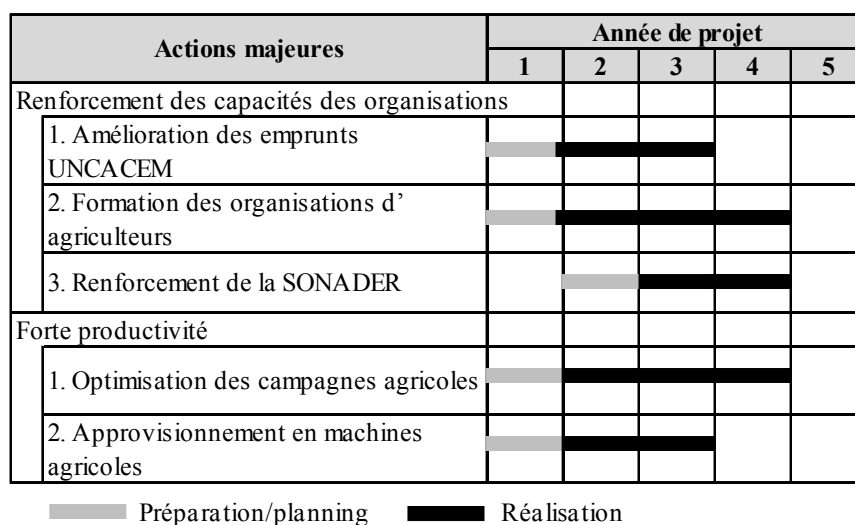 Actions majeures
Année de projet
1 2 3 4 5
Renforcement des capacités des organisations
1. Amélioration des emprunts
UNCACEM
2. Formation des organisations d’
agriculteurs
3. Renforcement de la SONADER
Forte productivité
1. Optimisation des campagnes agricoles
2. Approvisionnement en machines
agricoles
Préparation/planning Réalisation